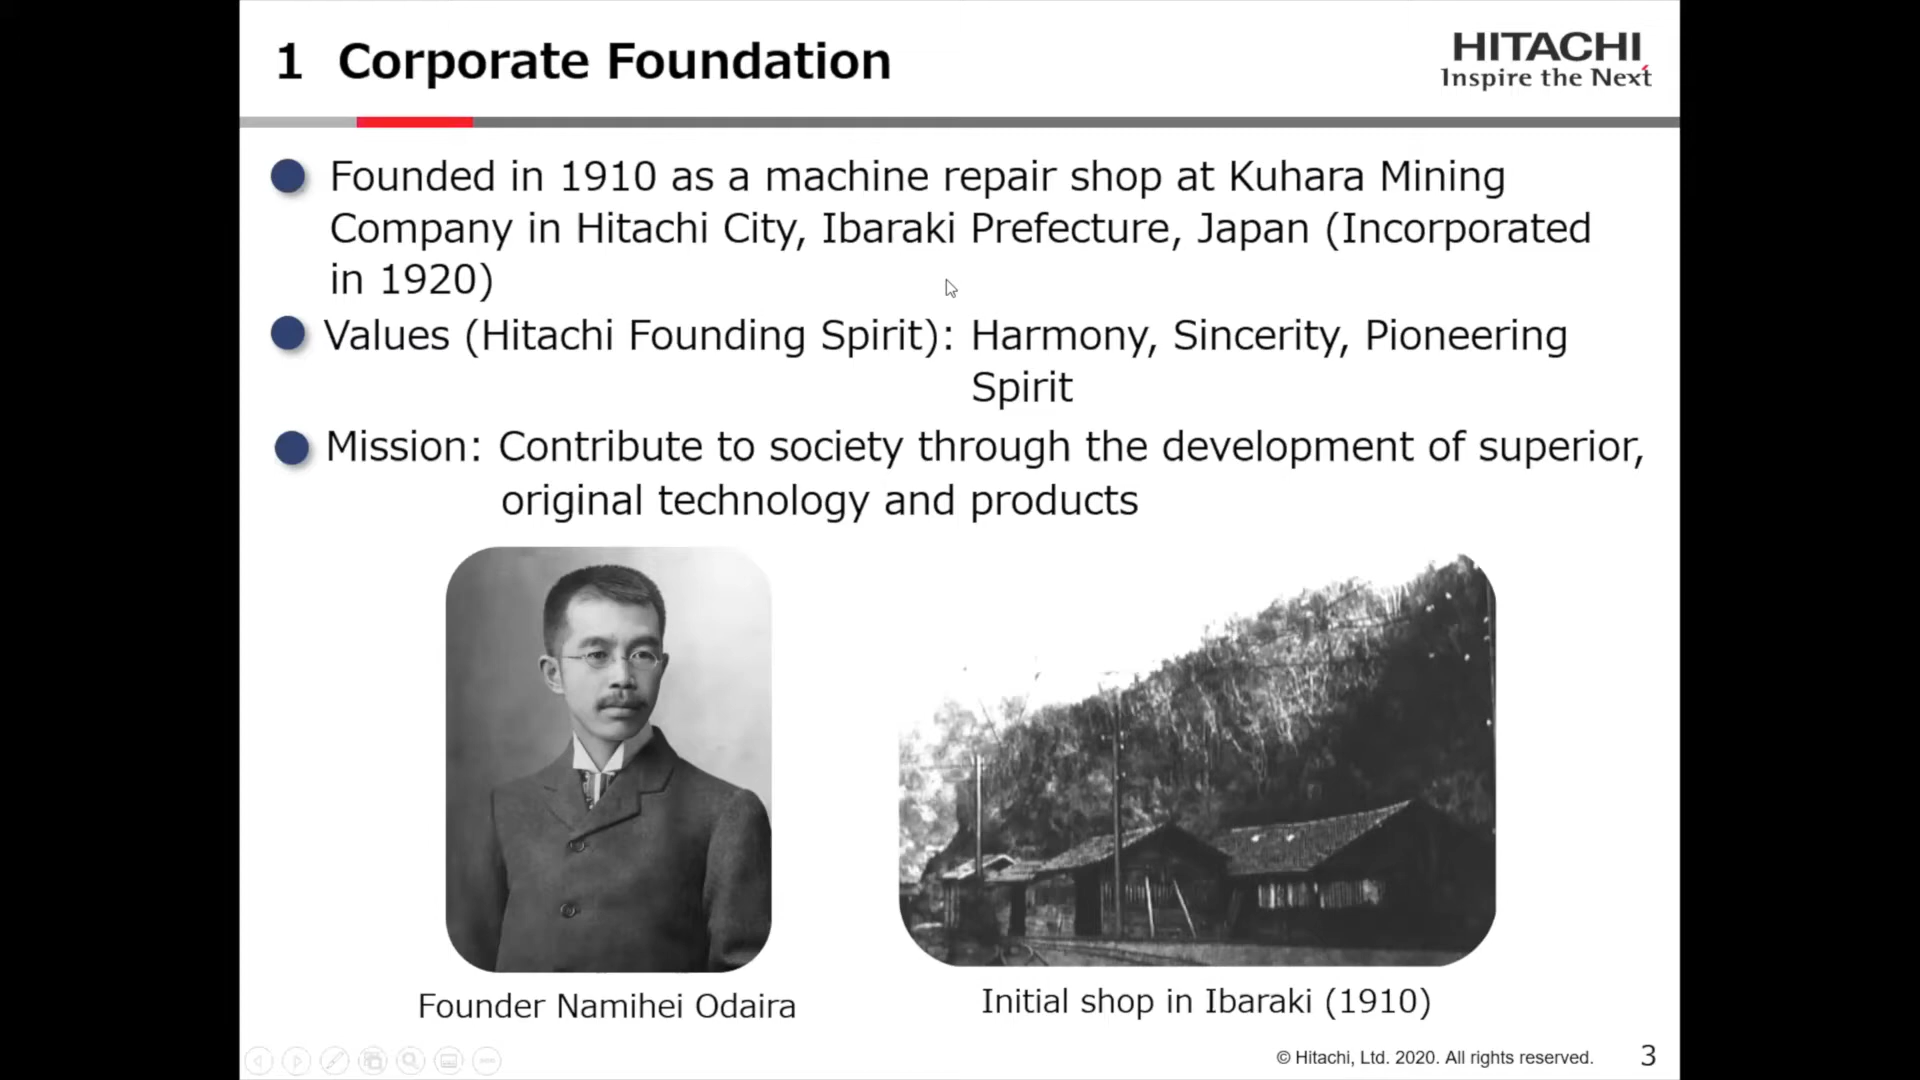 1 Corporate Foundation
HITACHI
Inspire the Next
Founded in 1910 as a machine repair shop at Kuhara Mining
Company in Hitachi City, Ibaraki Prefecture, Japan (Incorporated
in 1920)
Values (Hitachi Founding Spirit): Harmony, Sincerity, Pioneering
Spirit
Mission: Contribute to society through the development of superior,
original technology and products
Founder Namihei Odaira
Initial shop in Ibaraki (1910)
© Hitachi, Ltd. 2020. All rights reserved.
3